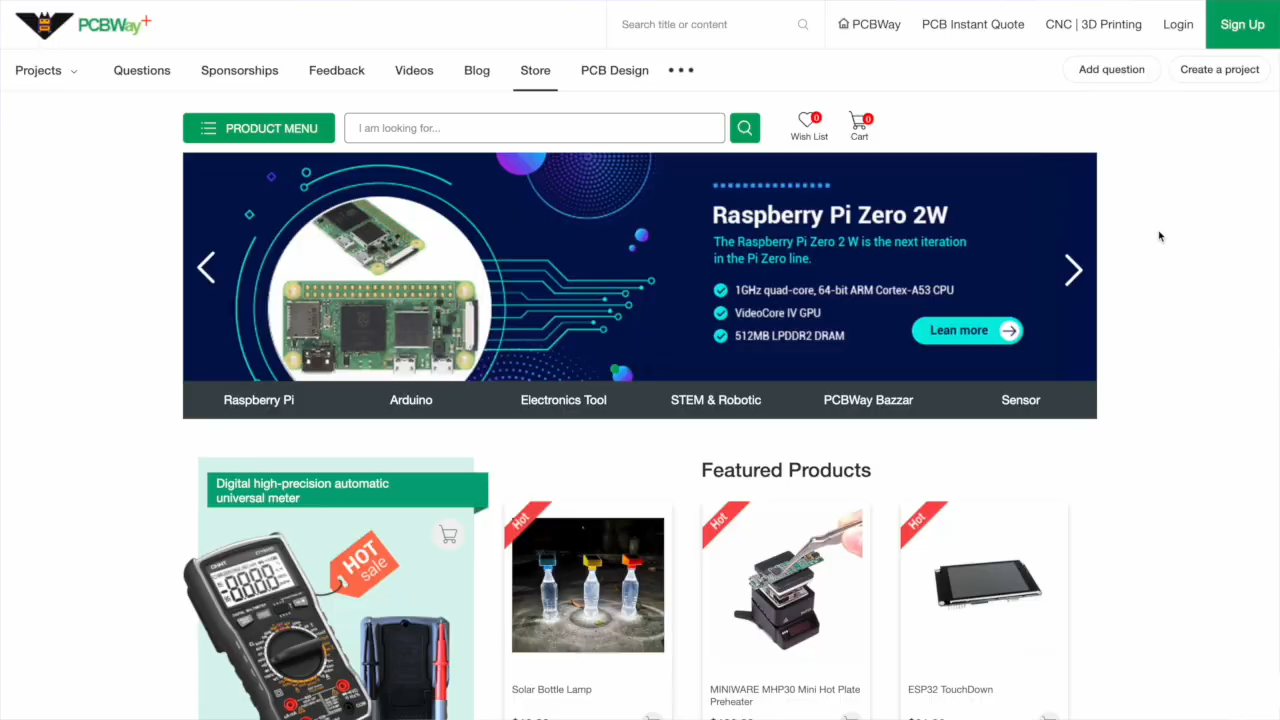 PCBWay+
Search title or content
PCBWay
PCB Instant Quote
CNC | 3D Printing
Login
Sign Up
Projects
Questions
Sponsorships
Feedback
Videos
Blog
Store
PCB Design
Add question
Create a project
PRODUCT MENU
I am looking for...
0
Wish List
0
Cart
Raspberry Pi Zero 2W
The Raspberry Pi Zero 2 W is the next iteration
in the Pi Zero line.
1GHz quad-core, 64-bit ARM Cortex-A53 CPU
VideoCore IV GPU
512MB LPDDR2 DRAM
Lean more
Raspberry Pi
Arduino
Electronics Tool
STEM & Robotic
PCBWay Bazzar
Sensor
Digital high-precision automatic
universal meter
HOT
sale
Featured Products
Hot
Hot
Hot
Solar Bottle Lamp
MINIWARE MHP30 Mini Hot Plate
Preheater
ESP32 TouchDown